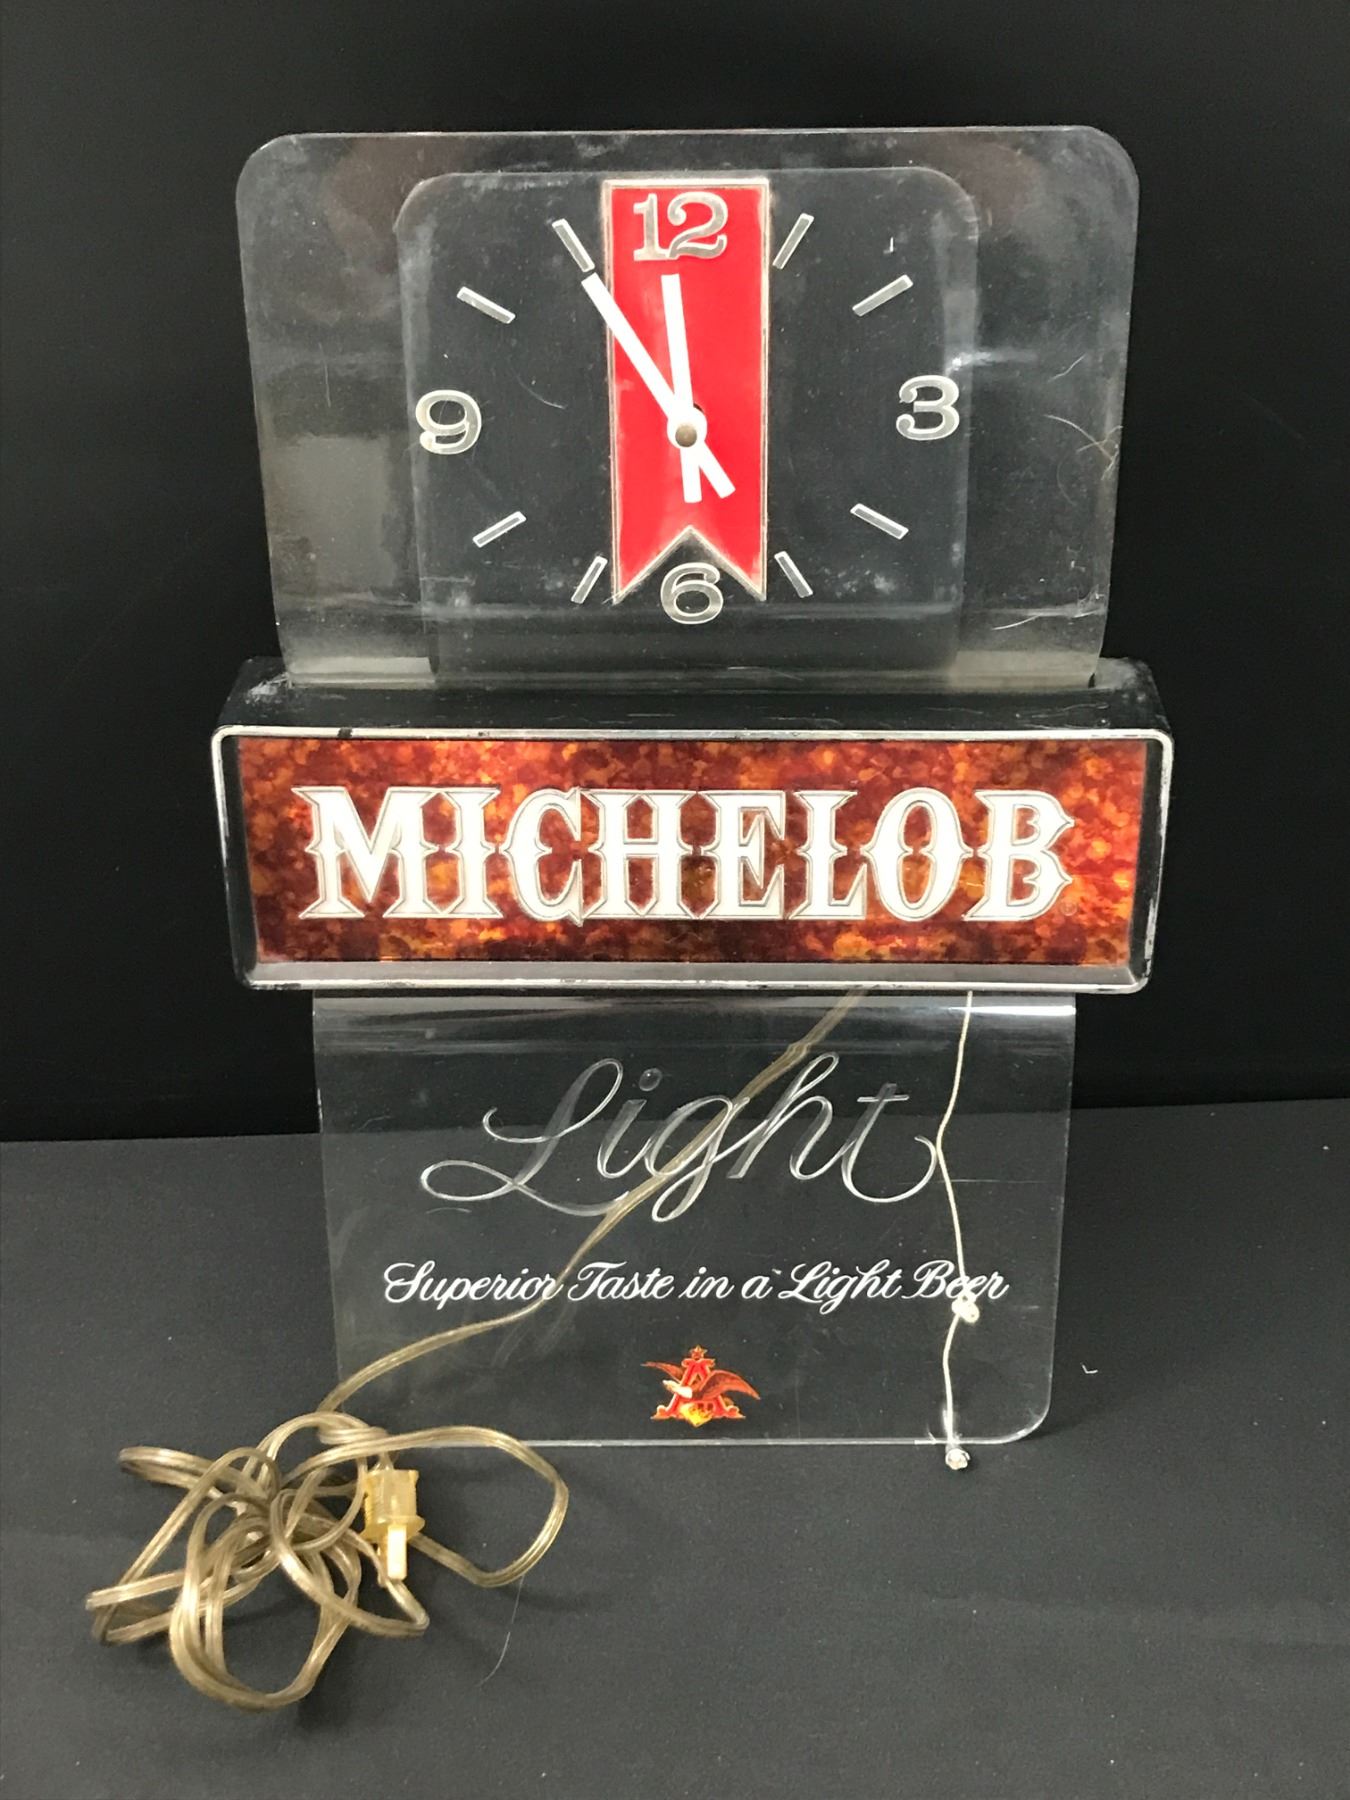 12
9 3
6
MICHELOB®
Light
Superior Taste in a Light Beer
A